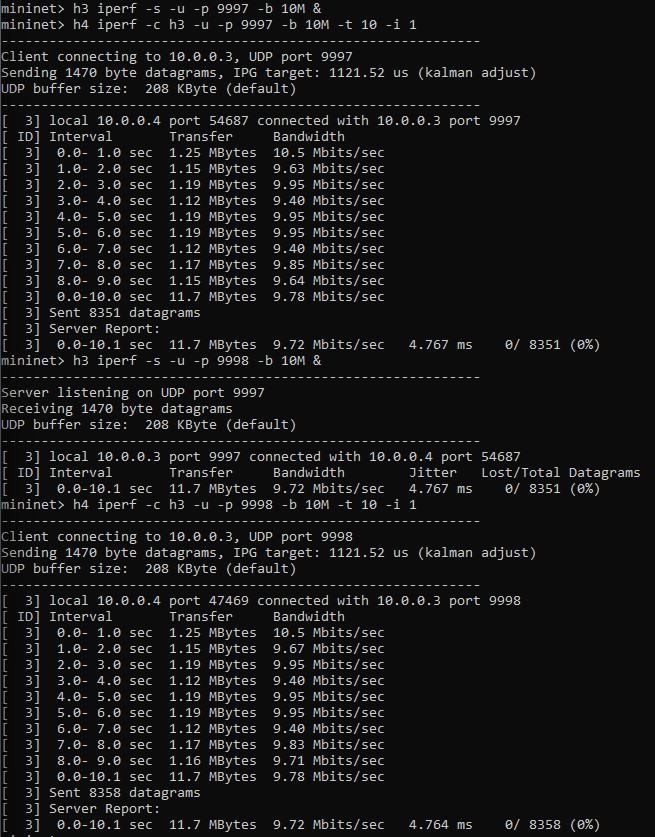 mininet> h3 iperf -s -u -p 9997 -b 10M &
mininet> h4 iperf -c h3 -u -p 9997 -b 10M -t 10 -i 1
------------------------------------------------------------
Client connecting to 10.0.0.3, UDP port 9997
Sending 1470 byte datagrams, IPG target: 1121.52 us (kalman adjust)
UDP buffer size:  208 KByte (default)
------------------------------------------------------------
[  3] local 10.0.0.4 port 54687 connected with 10.0.0.3 port 9997
[ ID] Interval       Transfer     Bandwidth
[  3]  0.0- 1.0 sec  1.25 MBytes  10.5 Mbits/sec
[  3]  1.0- 2.0 sec  1.15 MBytes  9.63 Mbits/sec
[  3]  2.0- 3.0 sec  1.19 MBytes  9.95 Mbits/sec
[  3]  3.0- 4.0 sec  1.12 MBytes  9.40 Mbits/sec
[  3]  4.0- 5.0 sec  1.19 MBytes  9.95 Mbits/sec
[  3]  5.0- 6.0 sec  1.19 MBytes  9.95 Mbits/sec
[  3]  6.0- 7.0 sec  1.12 MBytes  9.40 Mbits/sec
[  3]  7.0- 8.0 sec  1.17 MBytes  9.85 Mbits/sec
[  3]  8.0- 9.0 sec  1.15 MBytes  9.64 Mbits/sec
[  3]  0.0-10.0 sec  11.7 MBytes  9.78 Mbits/sec
[  3] Sent 8351 datagrams
[  3] Server Report:
[  3]  0.0-10.1 sec  11.7 MBytes  9.72 Mbits/sec   4.767 ms    0/ 8351 (0%)
mininet> h3 iperf -s -u -p 9998 -b 10M &
------------------------------------------------------------
Server listening on UDP port 9997
Receiving 1470 byte datagrams
UDP buffer size:  208 KByte (default)
------------------------------------------------------------
[  3] local 10.0.0.3 port 9997 connected with 10.0.0.4 port 54687
[ ID] Interval       Transfer     Bandwidth        Jitter   Lost/Total Datagrams
[  3]  0.0-10.1 sec  11.7 MBytes  9.72 Mbits/sec   4.767 ms    0/ 8351 (0%)
mininet> h4 iperf -c h3 -u -p 9998 -b 10M -t 10 -i 1
------------------------------------------------------------
Client connecting to 10.0.0.3, UDP port 9998
Sending 1470 byte datagrams, IPG target: 1121.52 us (kalman adjust)
UDP buffer size:  208 KByte (default)
------------------------------------------------------------
[  3] local 10.0.0.4 port 47469 connected with 10.0.0.3 port 9998
[ ID] Interval       Transfer     Bandwidth
[  3]  0.0- 1.0 sec  1.25 MBytes  10.5 Mbits/sec
[  3]  1.0- 2.0 sec  1.15 MBytes  9.67 Mbits/sec
[  3]  2.0- 3.0 sec  1.19 MBytes  9.95 Mbits/sec
[  3]  3.0- 4.0 sec  1.12 MBytes  9.40 Mbits/sec
[  3]  4.0- 5.0 sec  1.19 MBytes  9.95 Mbits/sec
[  3]  5.0- 6.0 sec  1.19 MBytes  9.95 Mbits/sec
[  3]  6.0- 7.0 sec  1.12 MBytes  9.40 Mbits/sec
[  3]  7.0- 8.0 sec  1.17 MBytes  9.83 Mbits/sec
[  3]  8.0- 9.0 sec  1.16 MBytes  9.71 Mbits/sec
[  3]  0.0-10.1 sec  11.7 MBytes  9.78 Mbits/sec
[  3] Sent 8358 datagrams
[  3] Server Report:
[  3]  0.0-10.1 sec  11.7 MBytes  9.72 Mbits/sec   4.764 ms    0/ 8358 (0%)